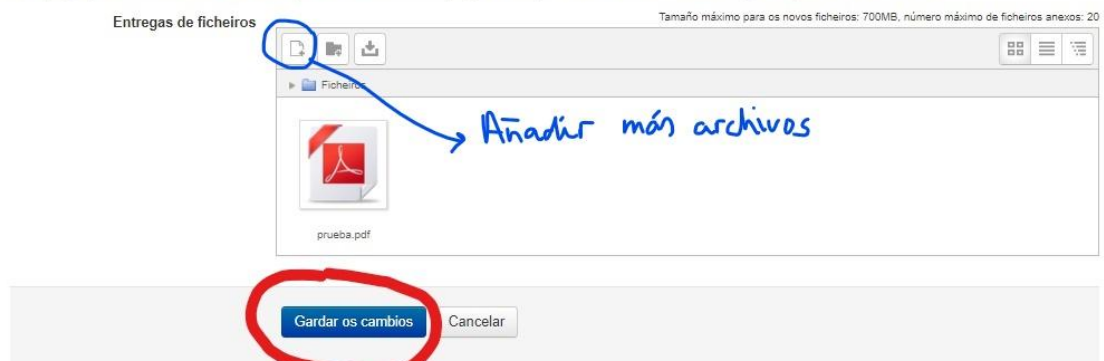 Entregas de ficheiros
Tamaño máximo para os novos ficheiros: 700MB, número máximo de ficheiros anexos: 20
Ficheiros
Añadir más archivos
prueba.pdf
Gardar os cambios
Cancelar